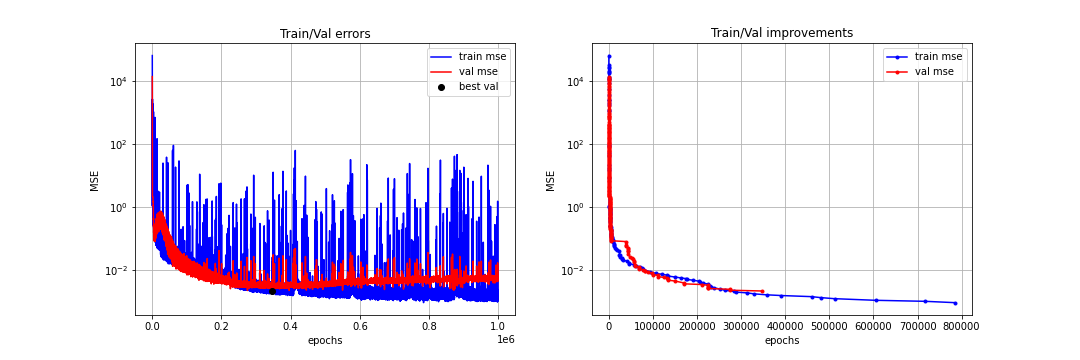 Train/Val errors
train mse
val mse
best val
MSE
10⁴
10²
10⁰
10⁻²
0.0 0.2 0.4 0.6 0.8 1.0
1e6
epochs
Train/Val improvements
train mse
val mse
MSE
10⁴
10²
10⁰
10⁻²
0 100000 200000 300000 400000 500000 600000 700000 800000
epochs